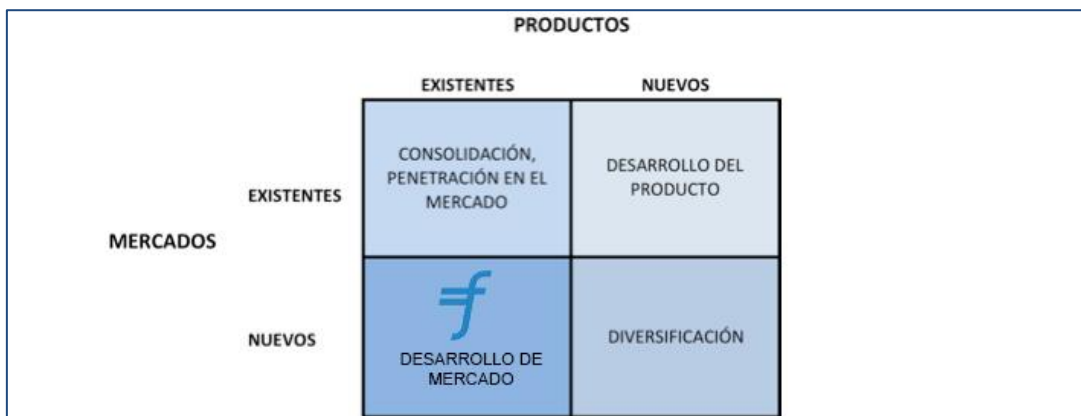 PRODUCTOS
EXISTENTES
NUEVOS
CONSOLIDACIÓN,
PENETRACIÓN EN EL
MERCADO
DESARROLLO DEL
PRODUCTO
EXISTENTES
MERCADOS
NUEVOS
DESARROLLO DE
MERCADO
DIVERSIFICACIÓN